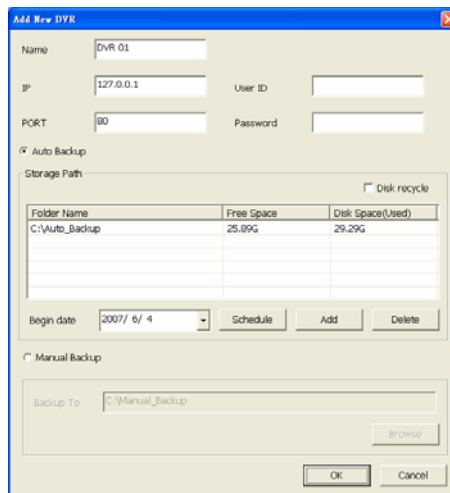 Add New DVR
Name DVR 01
IP 127.0.0.1 User ID
PORT 80 Password
Auto Backup
Storage Path
Disk recycle
Folder Name Free Space Disk Space(Used)
C:\Auto_Backup 25.89G 29.29G
Begin date 2007/ 6/ 4 Schedule Add Delete
Manual Backup
Backup To C:\Manual_Backup
Browse
OK Cancel